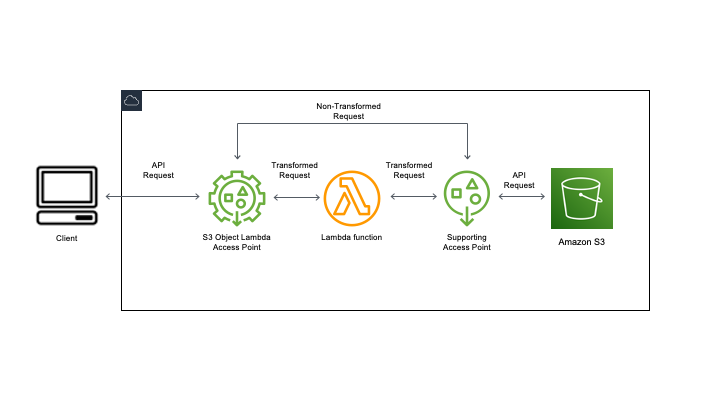 Non-Transformed
Request
API
Request
Transformed
Request
Transformed
Request
API
Request
Client
S3 Object Lambda
Access Point
Lambda function
Supporting
Access Point
Amazon S3